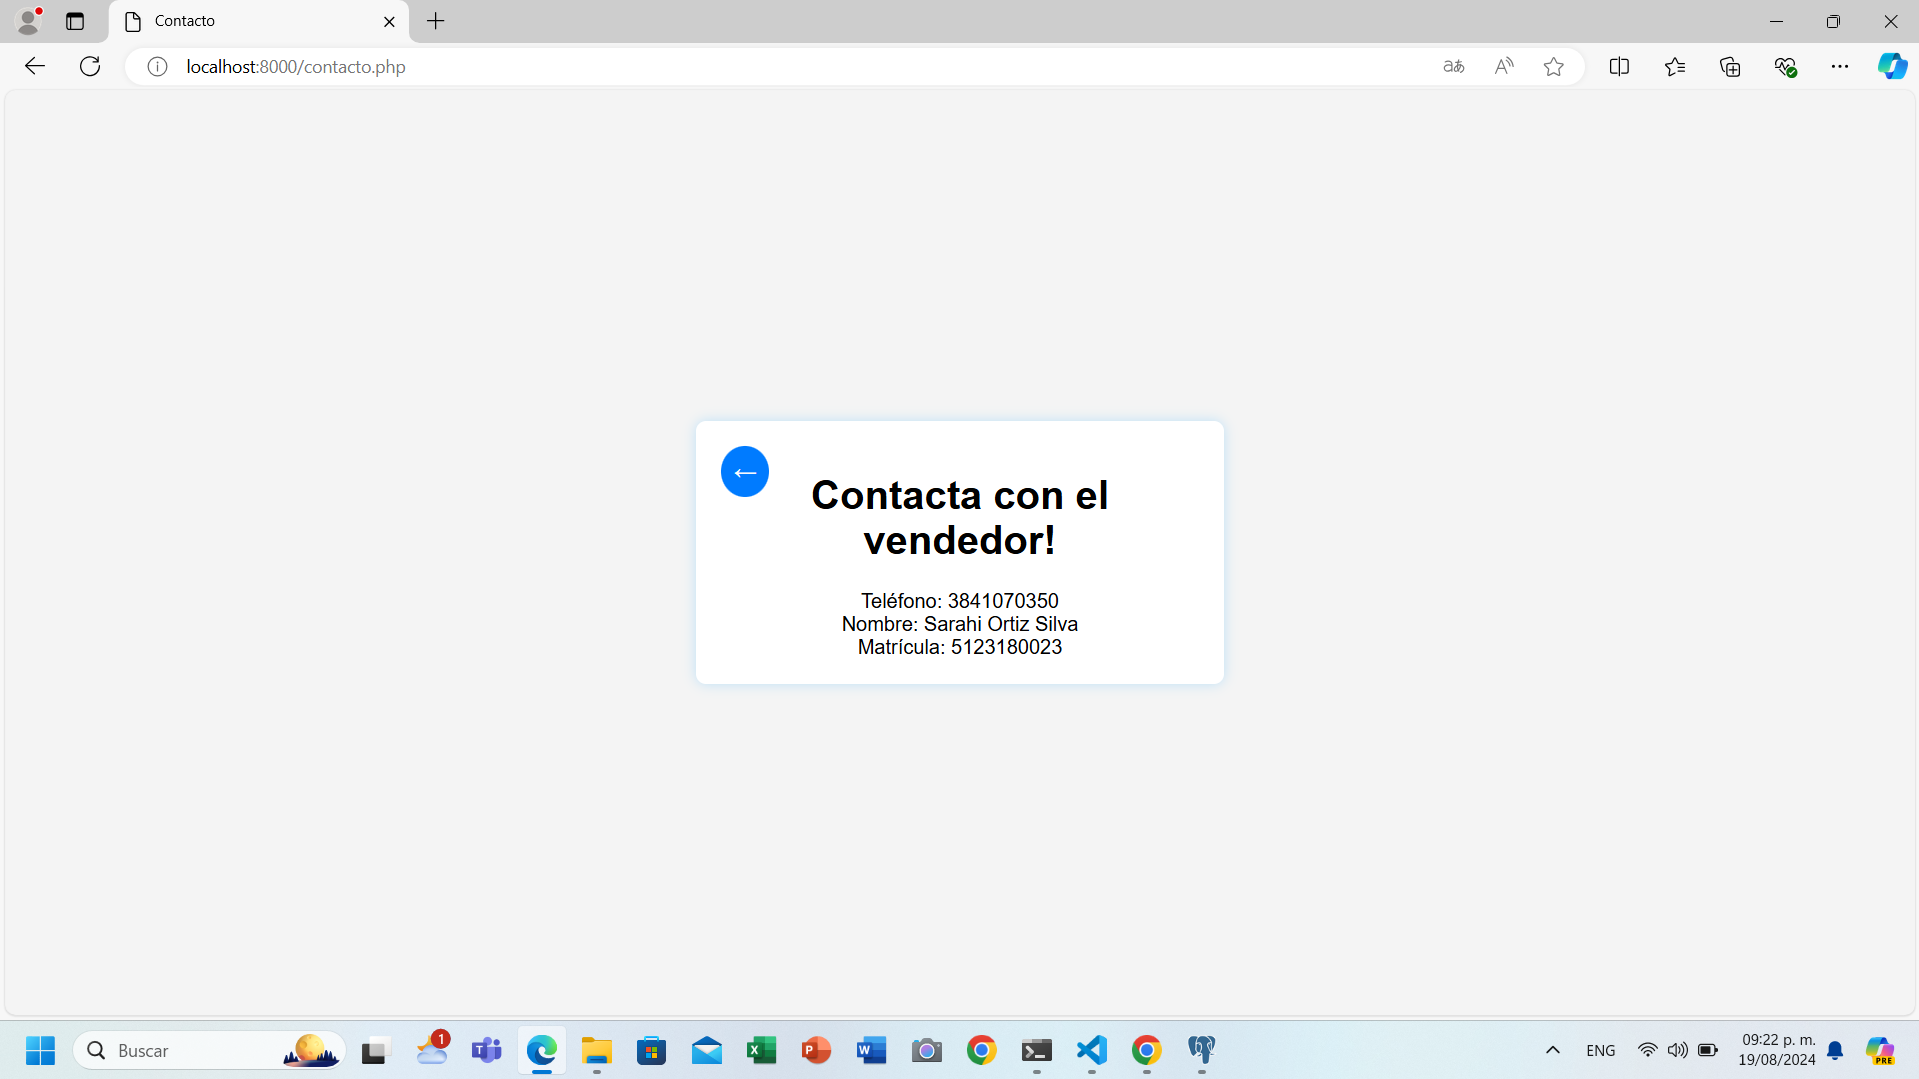 Contacto
localhost:8000/contacto.php
←
Contacta con el
vendedor!
Teléfono: 3841070350
Nombre: Sarahi Ortiz Silva
Matrícula: 5123180023
Buscar
1
ENG
09:22 p. m.
19/08/2024
PRE